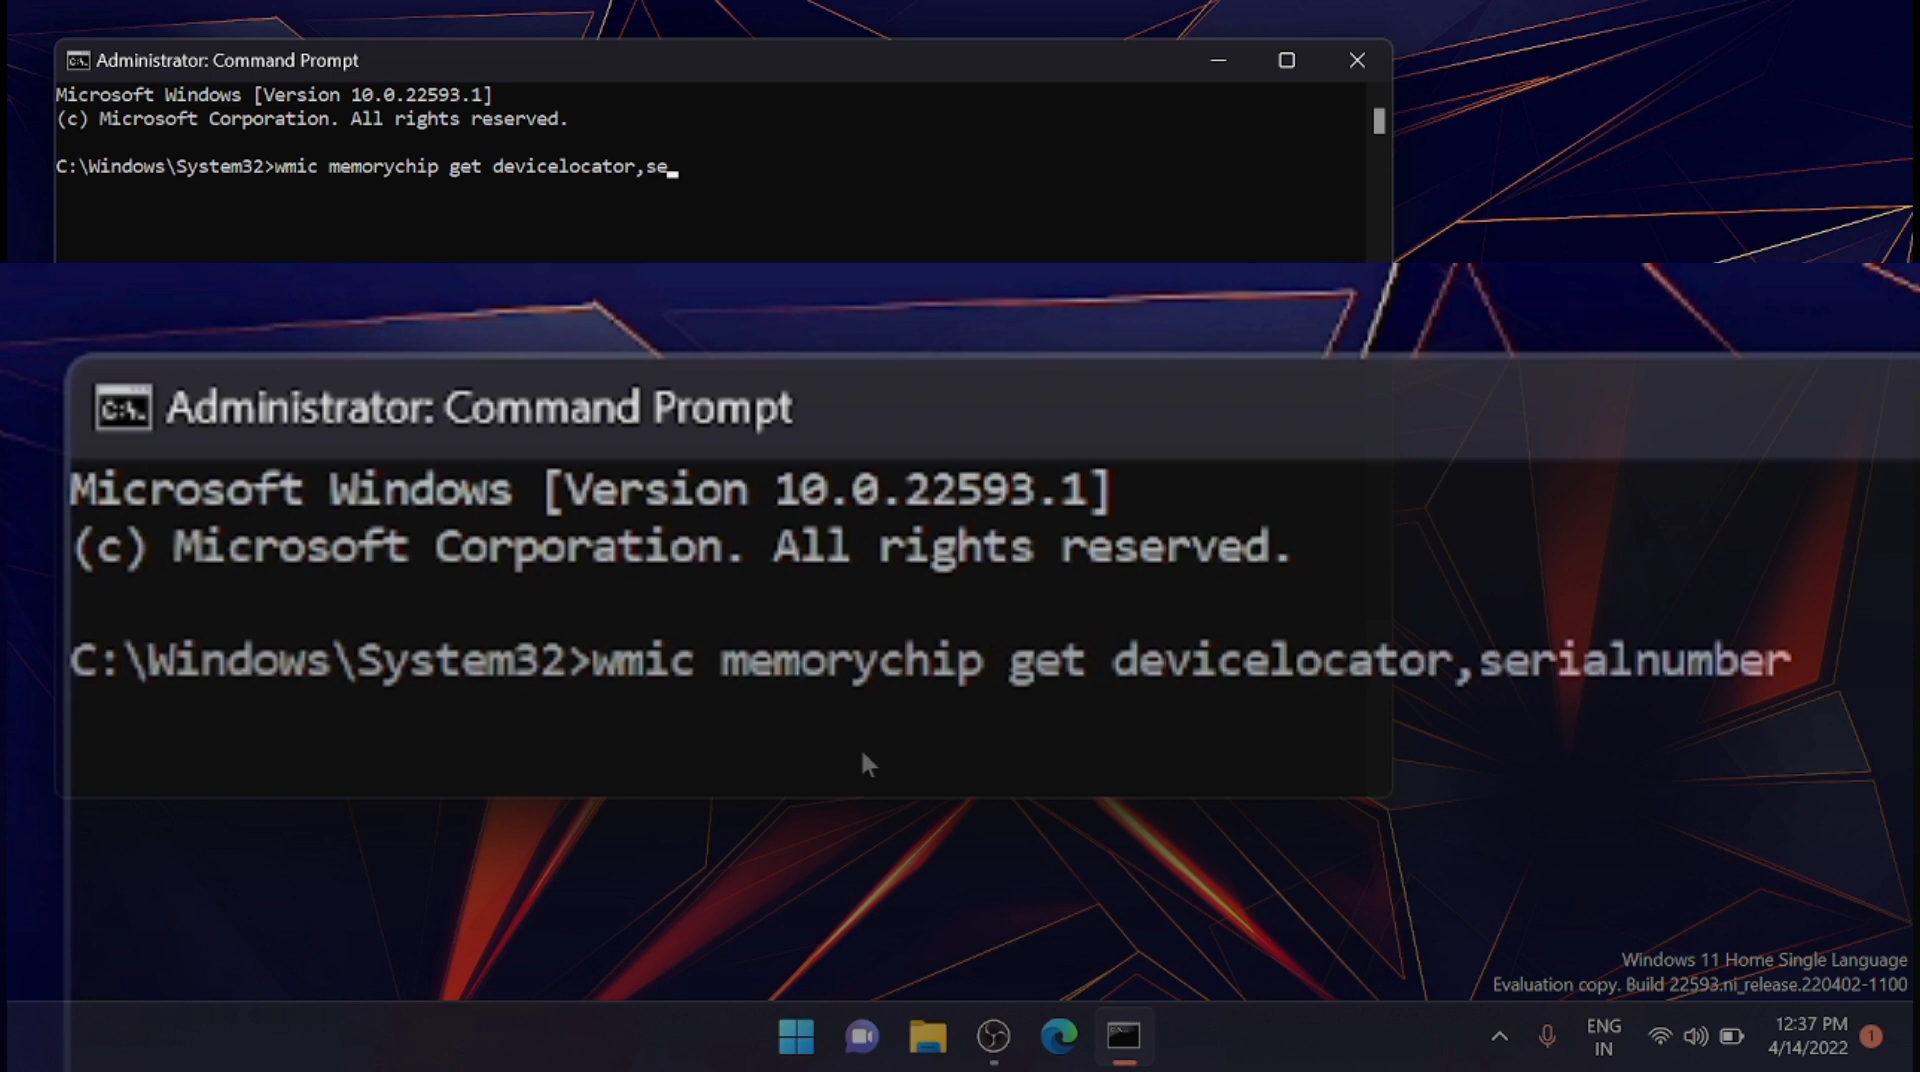 Administrator: Command Prompt
Microsoft Windows [Version 10.0.22593.1]
(c) Microsoft Corporation. All rights reserved.
C:\Windows\System32>wmic memorychip get devicelocator,se
Administrator: Command Prompt
Microsoft Windows [Version 10.0.22593.1]
(c) Microsoft Corporation. All rights reserved.
C:\Windows\System32>wmic memorychip get devicelocator,serialnumber
Windows 11 Home Single Language
Evaluation copy. Build 22593.ni_release.220402-1100
ENG
IN
12:37 PM
4/14/2022
1